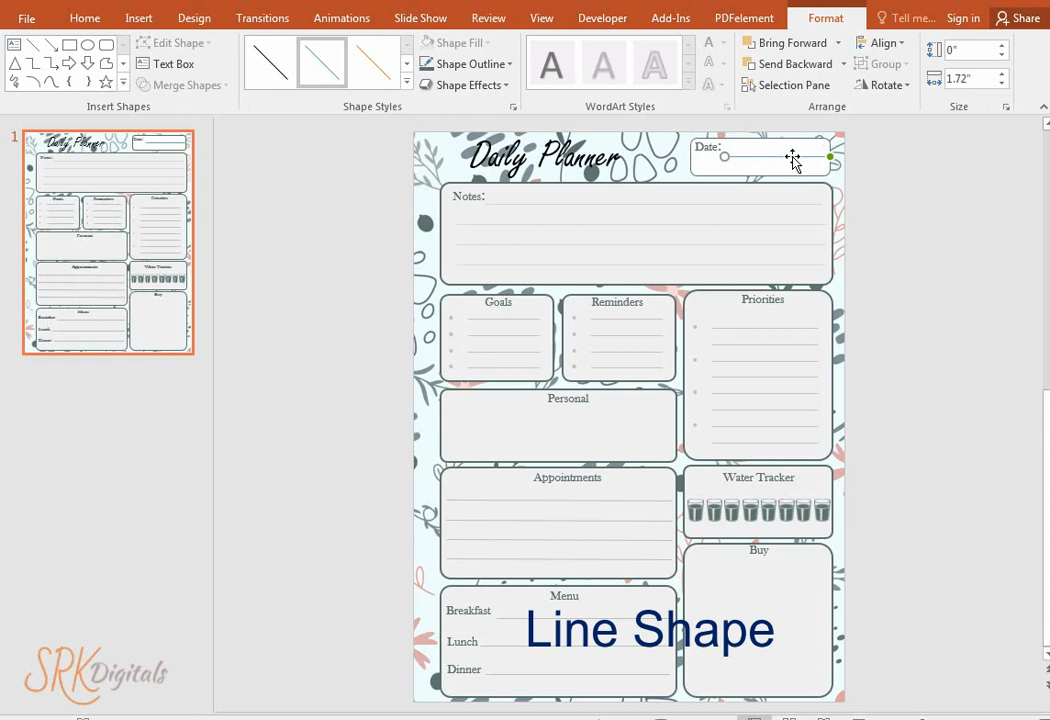 File Home Insert Design Transitions Animations Slide Show Review View Developer Add-Ins PDFelement Format Tell me... Sign in Share
Edit Shape
Text Box
Merge Shapes
Insert Shapes
Shape Fill
Shape Outline
Shape Effects
Shape Styles
A A A
WordArt Styles
Bring Forward
Send Backward
Selection Pane
Align
Group
Rotate
Arrange
0"
1.72"
Size
1
Daily Planner
Date:
Notes:
Goals
Reminders
Priorities
Personal
Appointments
Water Tracker
Buy
Menu
Breakfast
Lunch
Dinner
Line Shape
SRK Digitals